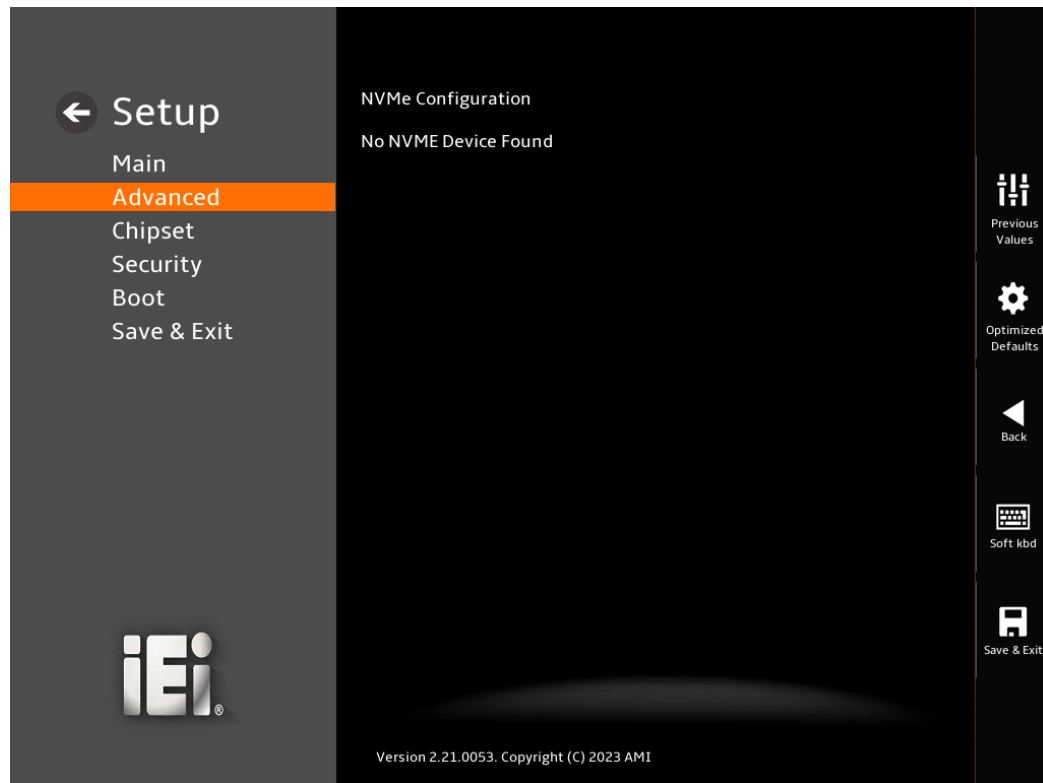 Setup
Main
Advanced
Chipset
Security
Boot
Save & Exit
iEi®
NVMe Configuration
No NVME Device Found
Version 2.21.0053. Copyright (C) 2023 AMI
Previous
Values
Optimized
Defaults
Back
Soft kbd
Save & Exit